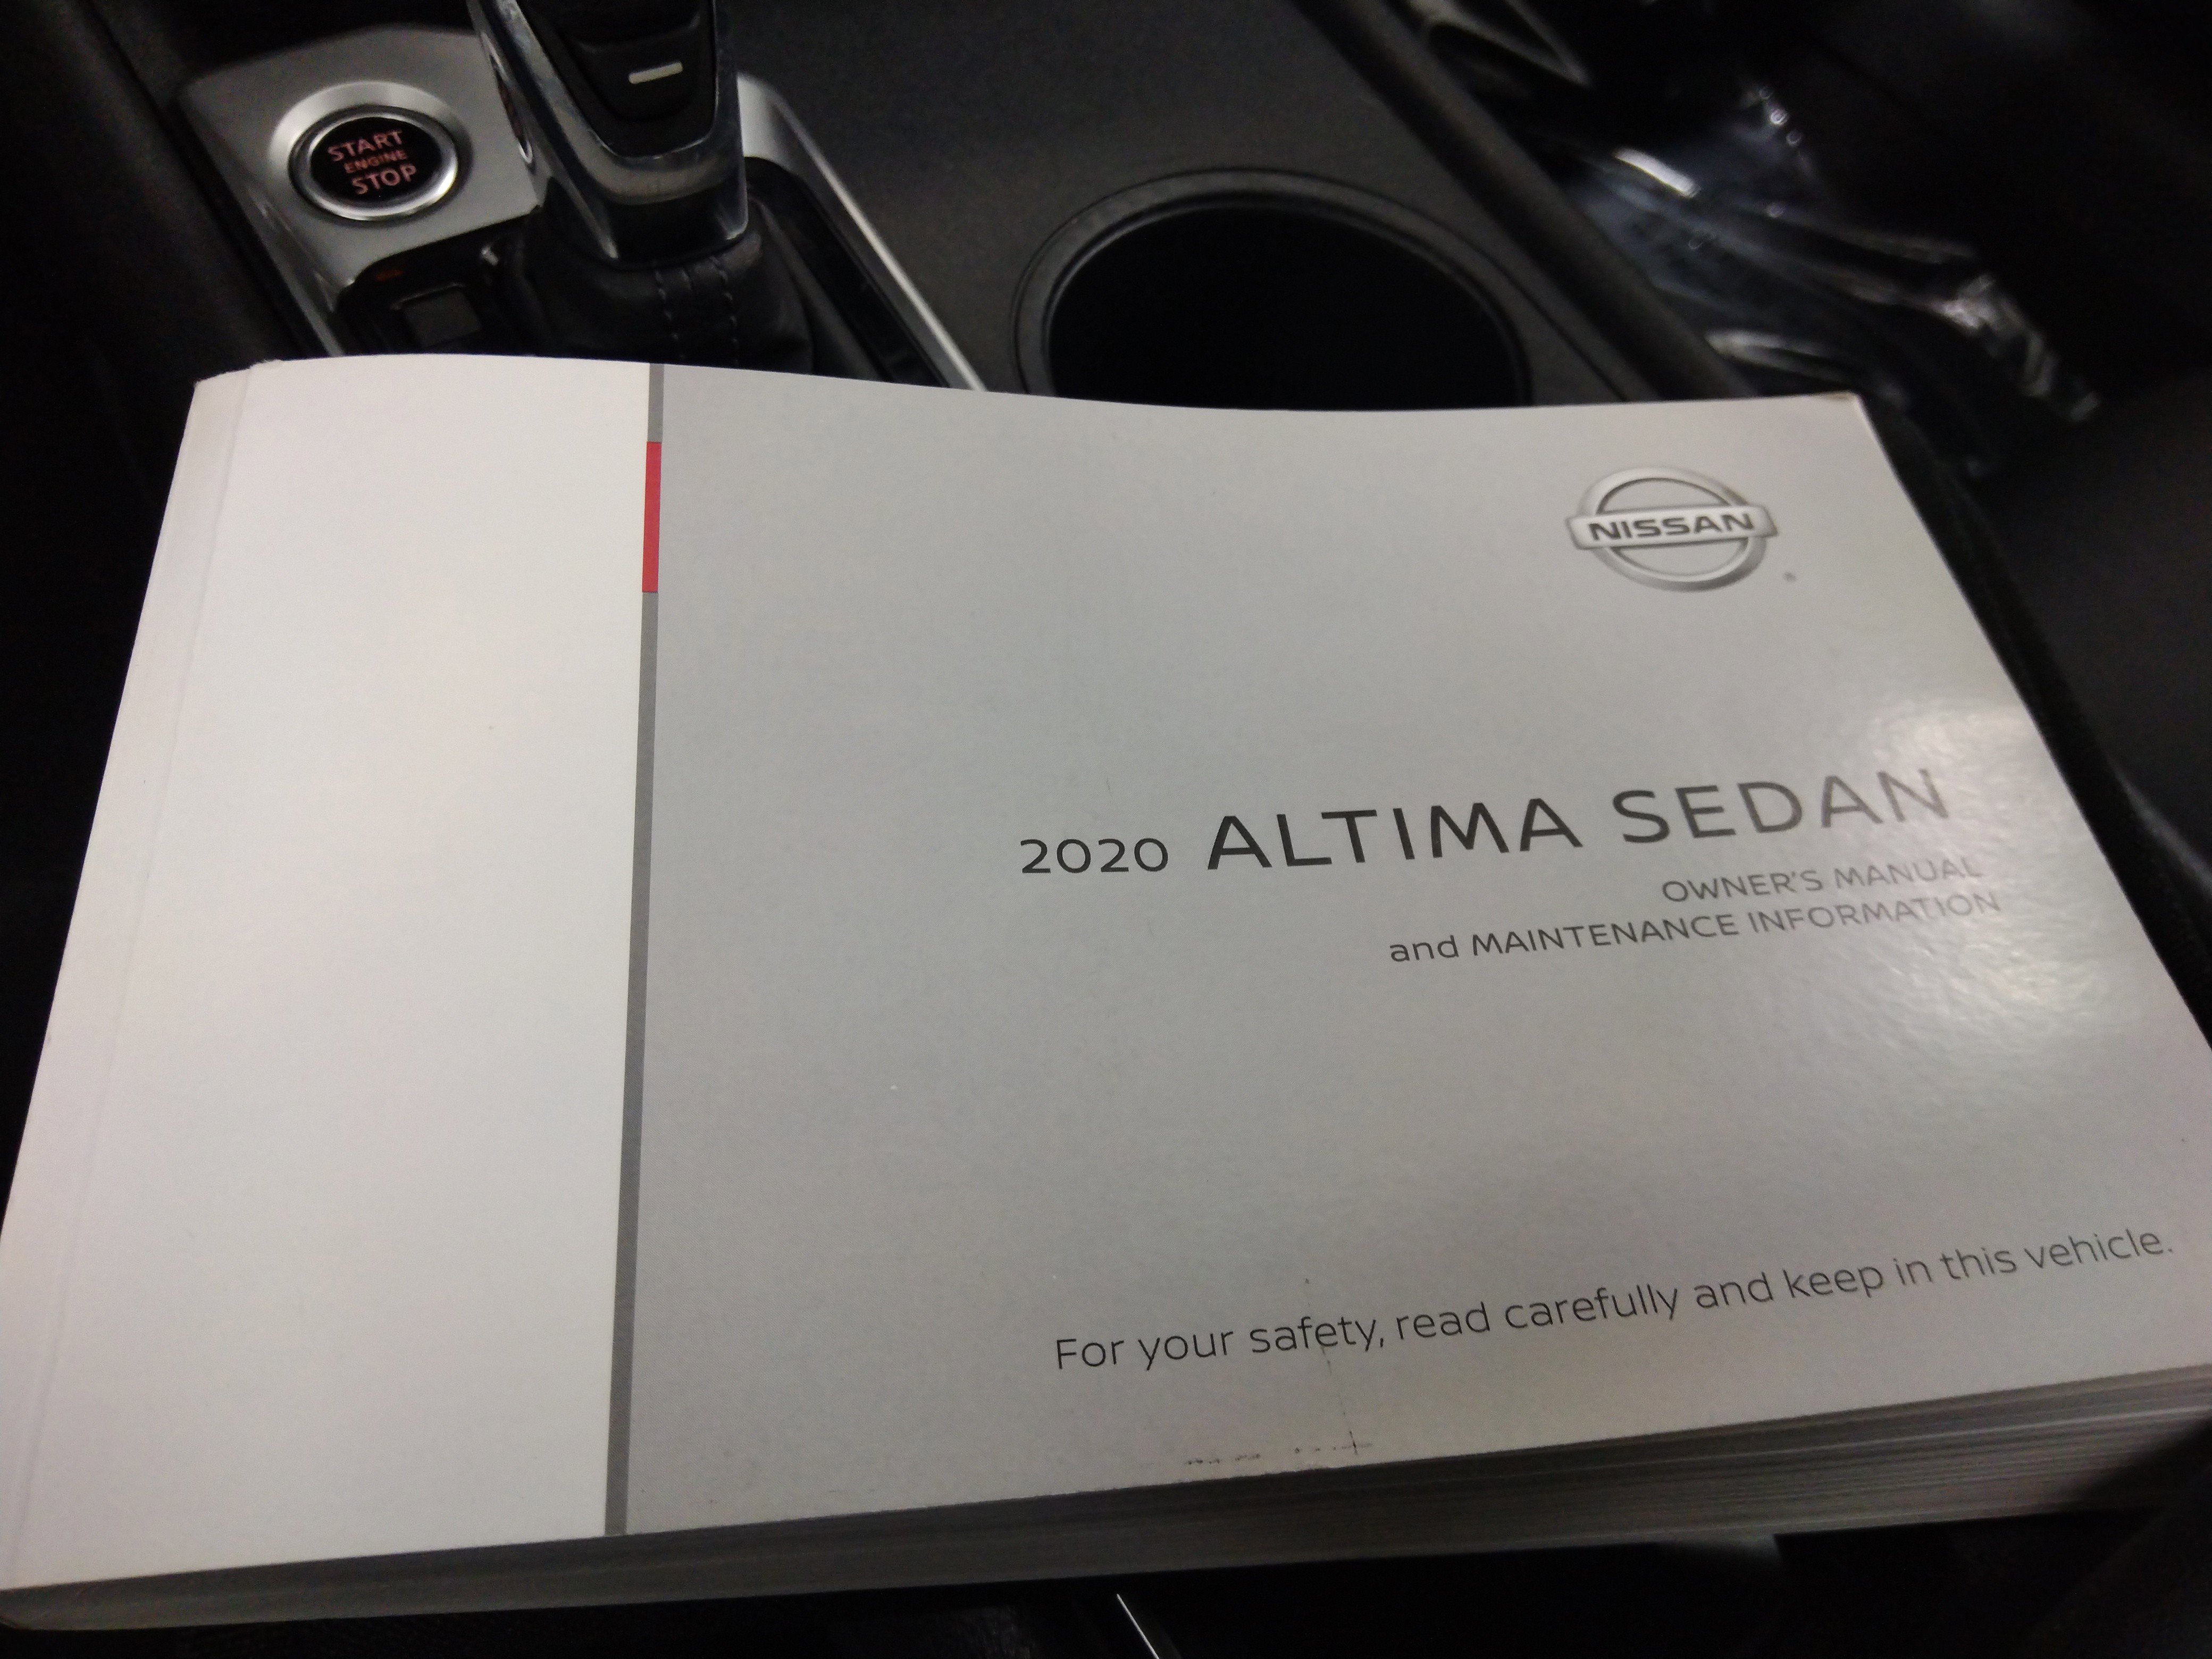 START
ENGINE
STOP
NISSAN
2020 ALTIMA SEDAN
OWNER'S MANUAL
and MAINTENANCE INFORMATION
For your safety, read carefully and keep in this vehicle.